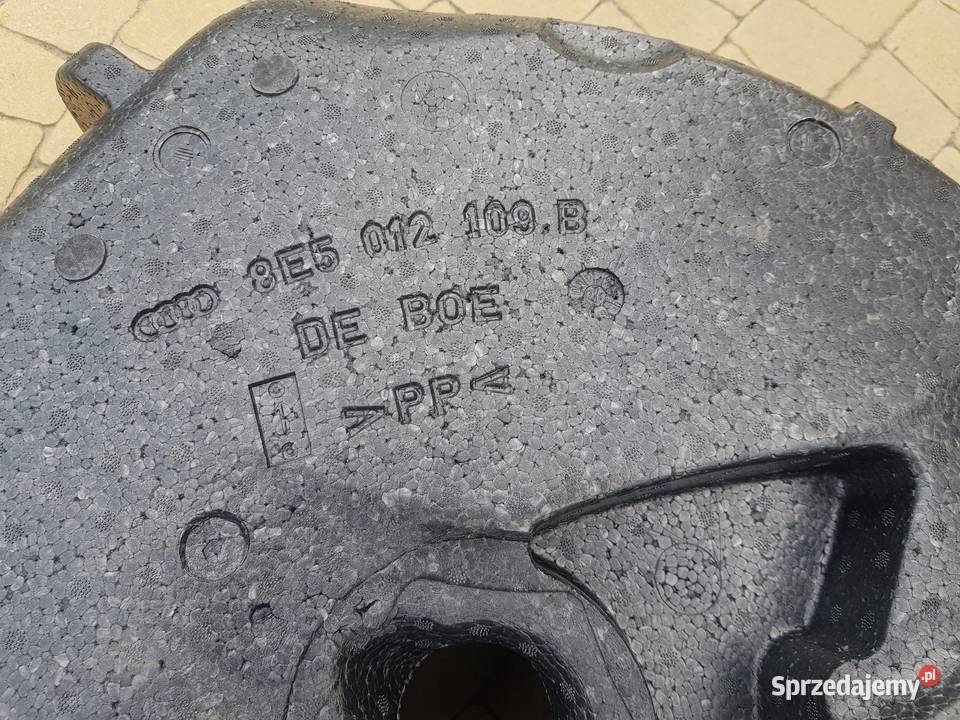 8E5 012 109.B
DE BOE
>PP<
Sprzedajemy.pl